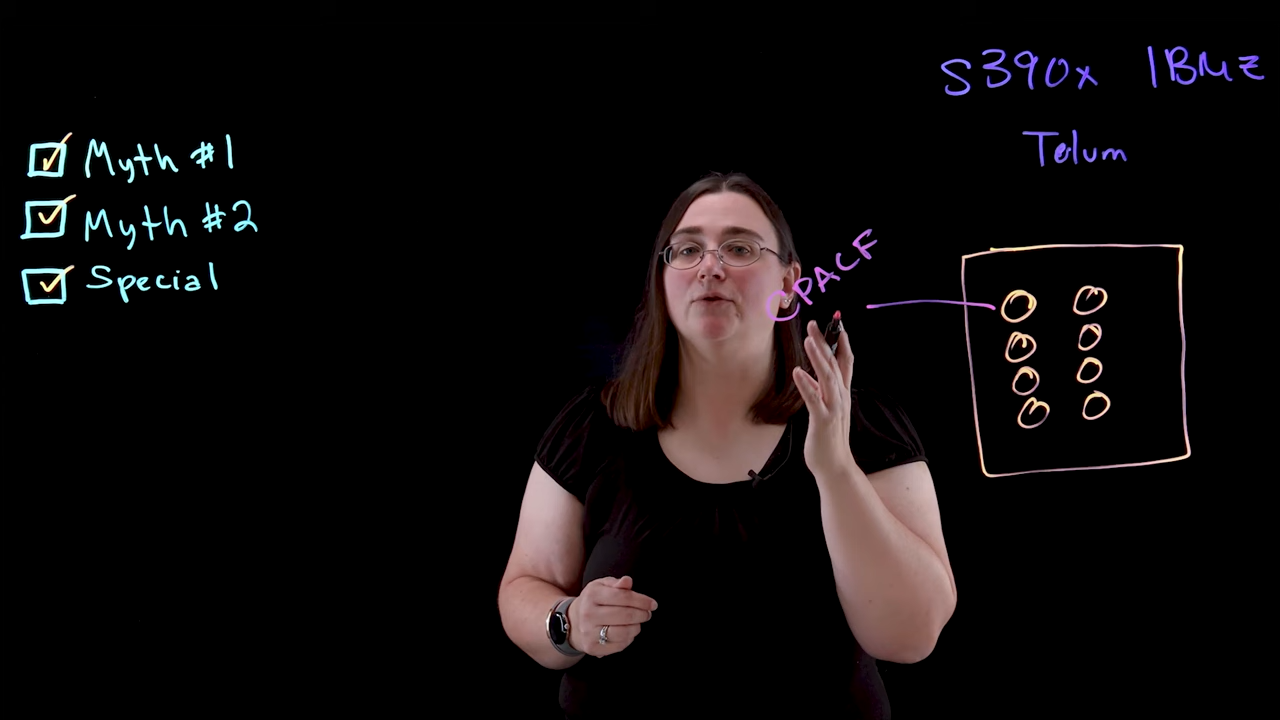 S390x IBMz
Telum
Myth #1
Myth #2
Special
CPACF